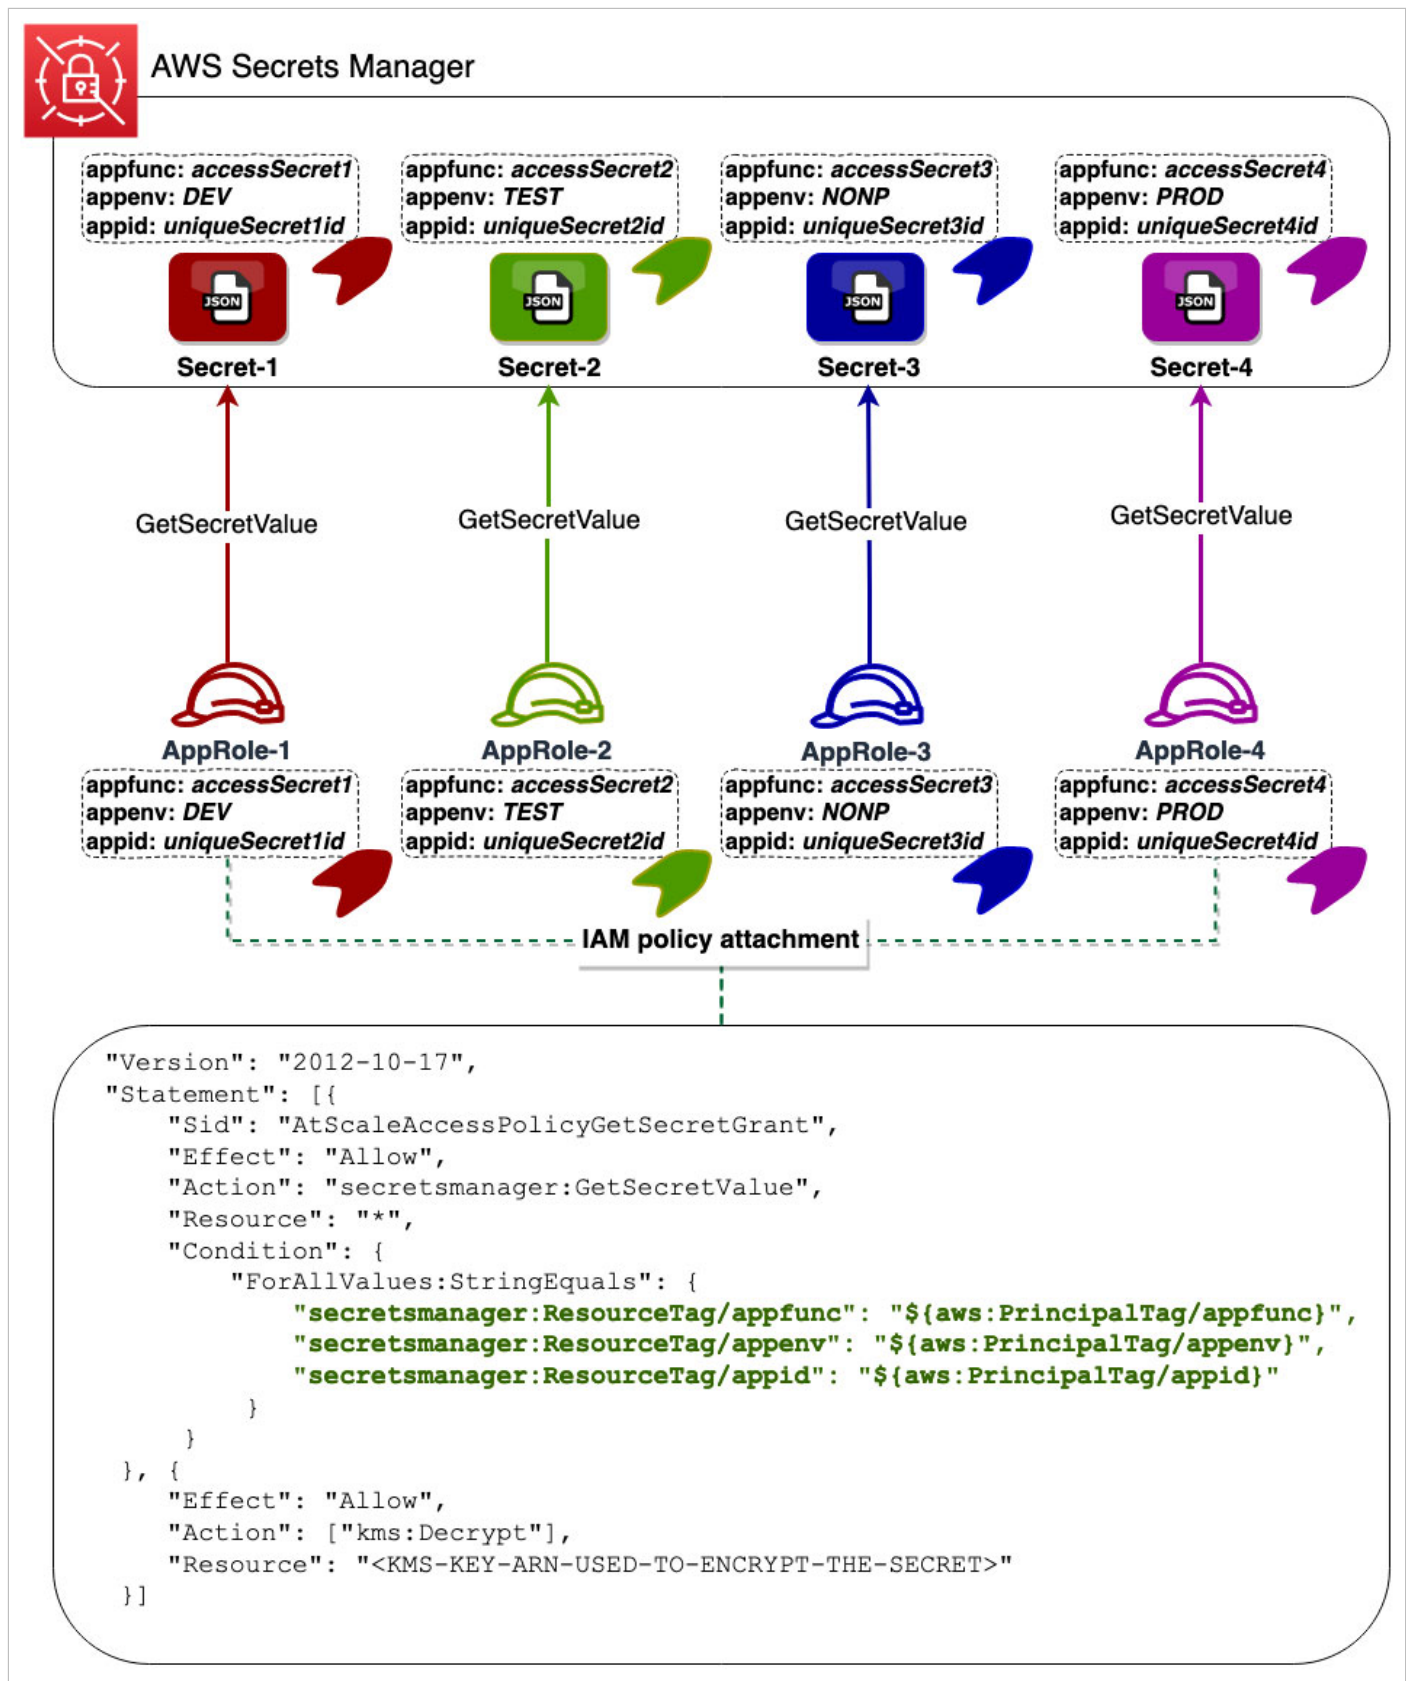 AWS Secrets Manager
appfunc: accessSecret1
appenv: DEV
appid: uniqueSecret1id
appfunc: accessSecret2
appenv: TEST
appid: uniqueSecret2id
appfunc: accessSecret3
appenv: NONP
appid: uniqueSecret3id
appfunc: accessSecret4
appenv: PROD
appid: uniqueSecret4id
JSON
JSON
JSON
JSON
Secret-1
Secret-2
Secret-3
Secret-4
GetSecretValue
GetSecretValue
GetSecretValue
GetSecretValue
AppRole-1
AppRole-2
AppRole-3
AppRole-4
appfunc: accessSecret1
appenv: DEV
appid: uniqueSecret1id
appfunc: accessSecret2
appenv: TEST
appid: uniqueSecret2id
appfunc: accessSecret3
appenv: NONP
appid: uniqueSecret3id
appfunc: accessSecret4
appenv: PROD
appid: uniqueSecret4id
IAM policy attachment
"Version": "2012-10-17",
"Statement": [{
"Sid": "AtScaleAccessPolicyGetSecretGrant",
"Effect": "Allow",
"Action": "secretsmanager:GetSecretValue",
"Resource": "*",
"Condition": {
"ForAllValues:StringEquals": {
"secretsmanager:ResourceTag/appfunc": "${aws:PrincipalTag/appfunc}",
"secretsmanager:ResourceTag/appenv": "${aws:PrincipalTag/appenv}",
"secretsmanager:ResourceTag/appid": "${aws:PrincipalTag/appid}"
}
}
}, {
"Effect": "Allow",
"Action": ["kms:Decrypt"],
"Resource": "<KMS-KEY-ARN-USED-TO-ENCRYPT-THE-SECRET>"
}]